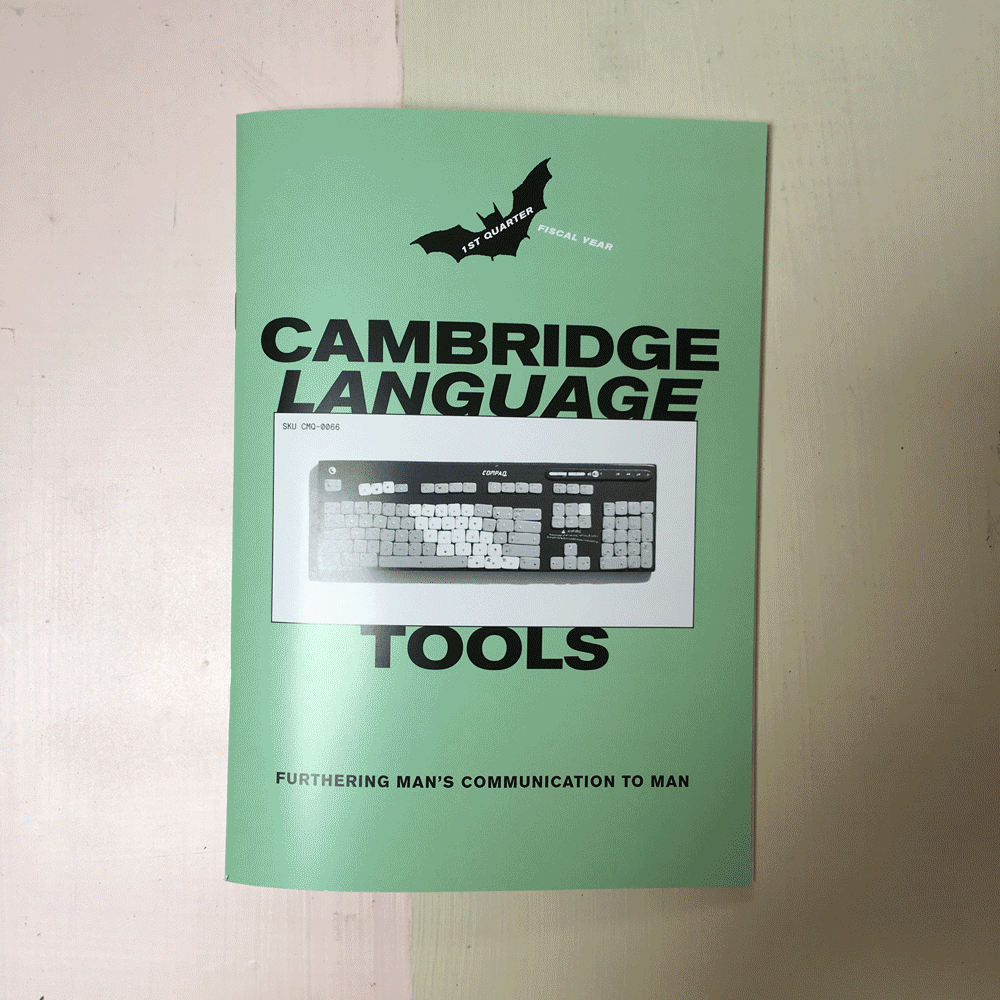 1ST QUARTER
FISCAL YEAR
CAMBRIDGE
LANGUAGE
SKU CMQ-0066
COMPAQ
TOOLS
FURTHERING MAN'S COMMUNICATION TO MAN